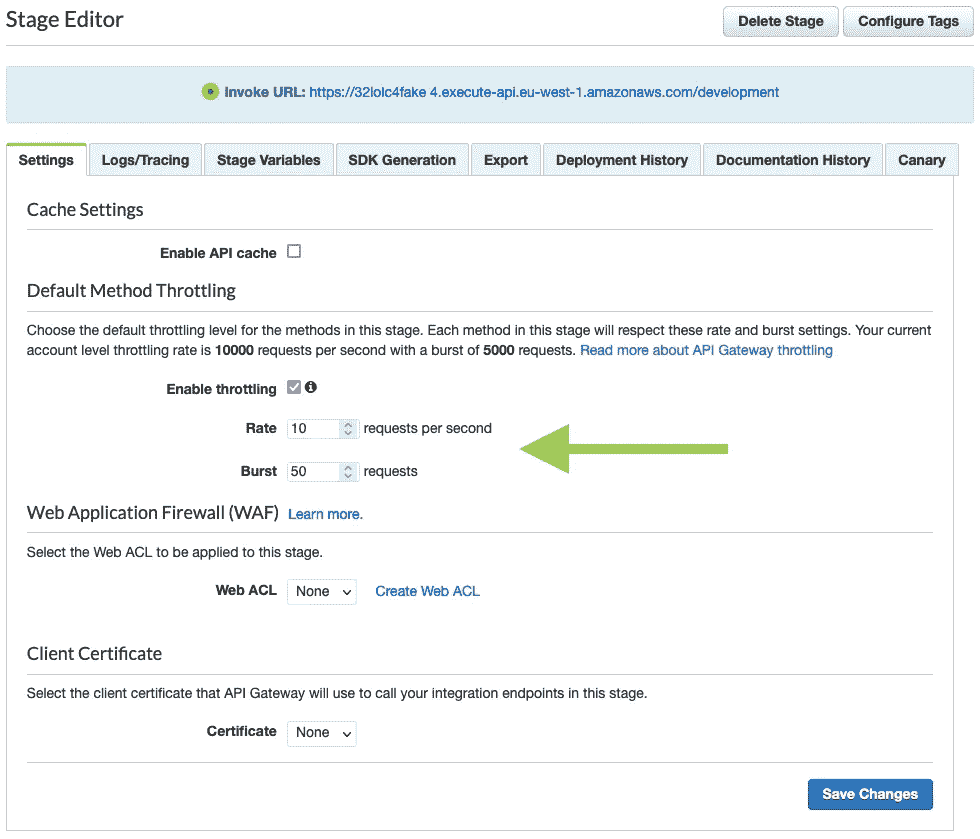 Stage Editor
Delete Stage
Configure Tags
Invoke URL: https://32lolc4fake 4.execute-api.eu-west-1.amazonaws.com/development
Settings
Logs/Tracing
Stage Variables
SDK Generation
Export
Deployment History
Documentation History
Canary
Cache Settings
Enable API cache
Default Method Throttling
Choose the default throttling level for the methods in this stage. Each method in this stage will respect these rate and burst settings. Your current
account level throttling rate is 10000 requests per second with a burst of 5000 requests. Read more about API Gateway throttling
Enable throttling
Rate 10 requests per second
Burst 50 requests
Web Application Firewall (WAF) Learn more.
Select the Web ACL to be applied to this stage.
Web ACL None Create Web ACL
Client Certificate
Select the client certificate that API Gateway will use to call your integration endpoints in this stage.
Certificate None
Save Changes